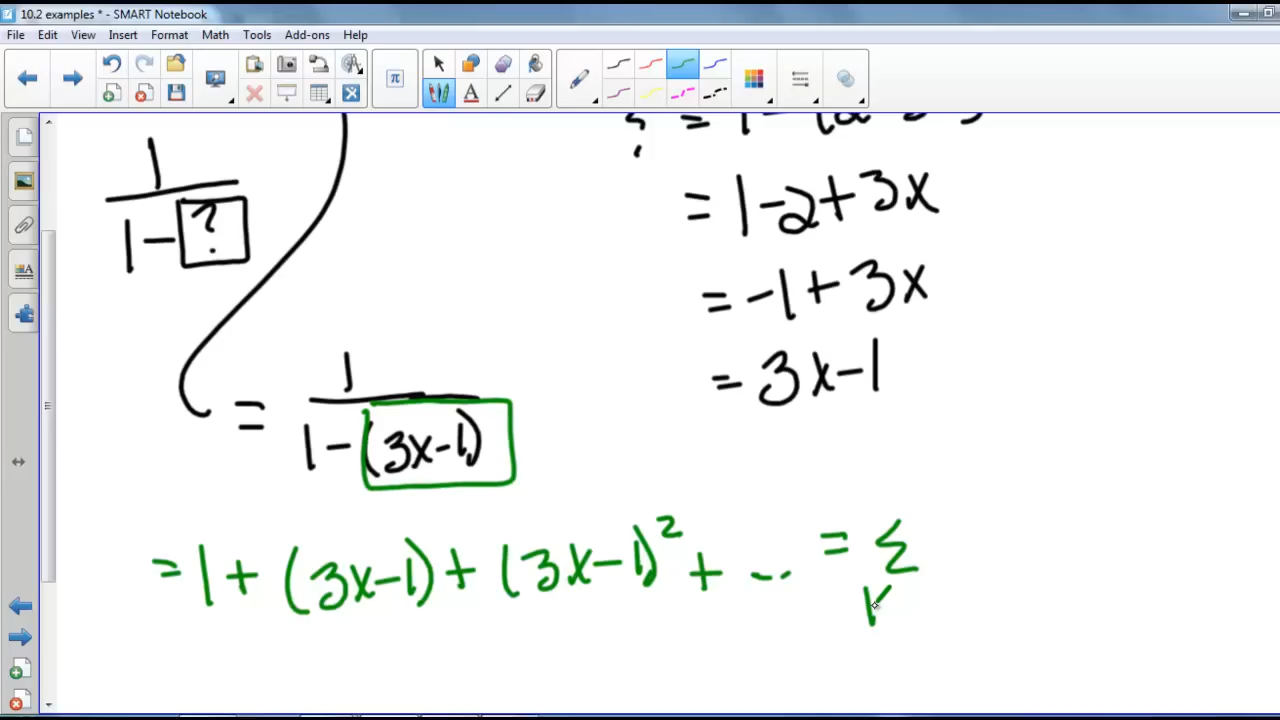 10.2 examples * - SMART Notebook
File Edit View Insert Format Math Tools Add-ons Help
1
1-?
= 1-2+3x
= -1+3x
= 3x-1
= 1
1-(3x-1)
= 1 + (3x-1) + (3x-1)² + ... = Σ